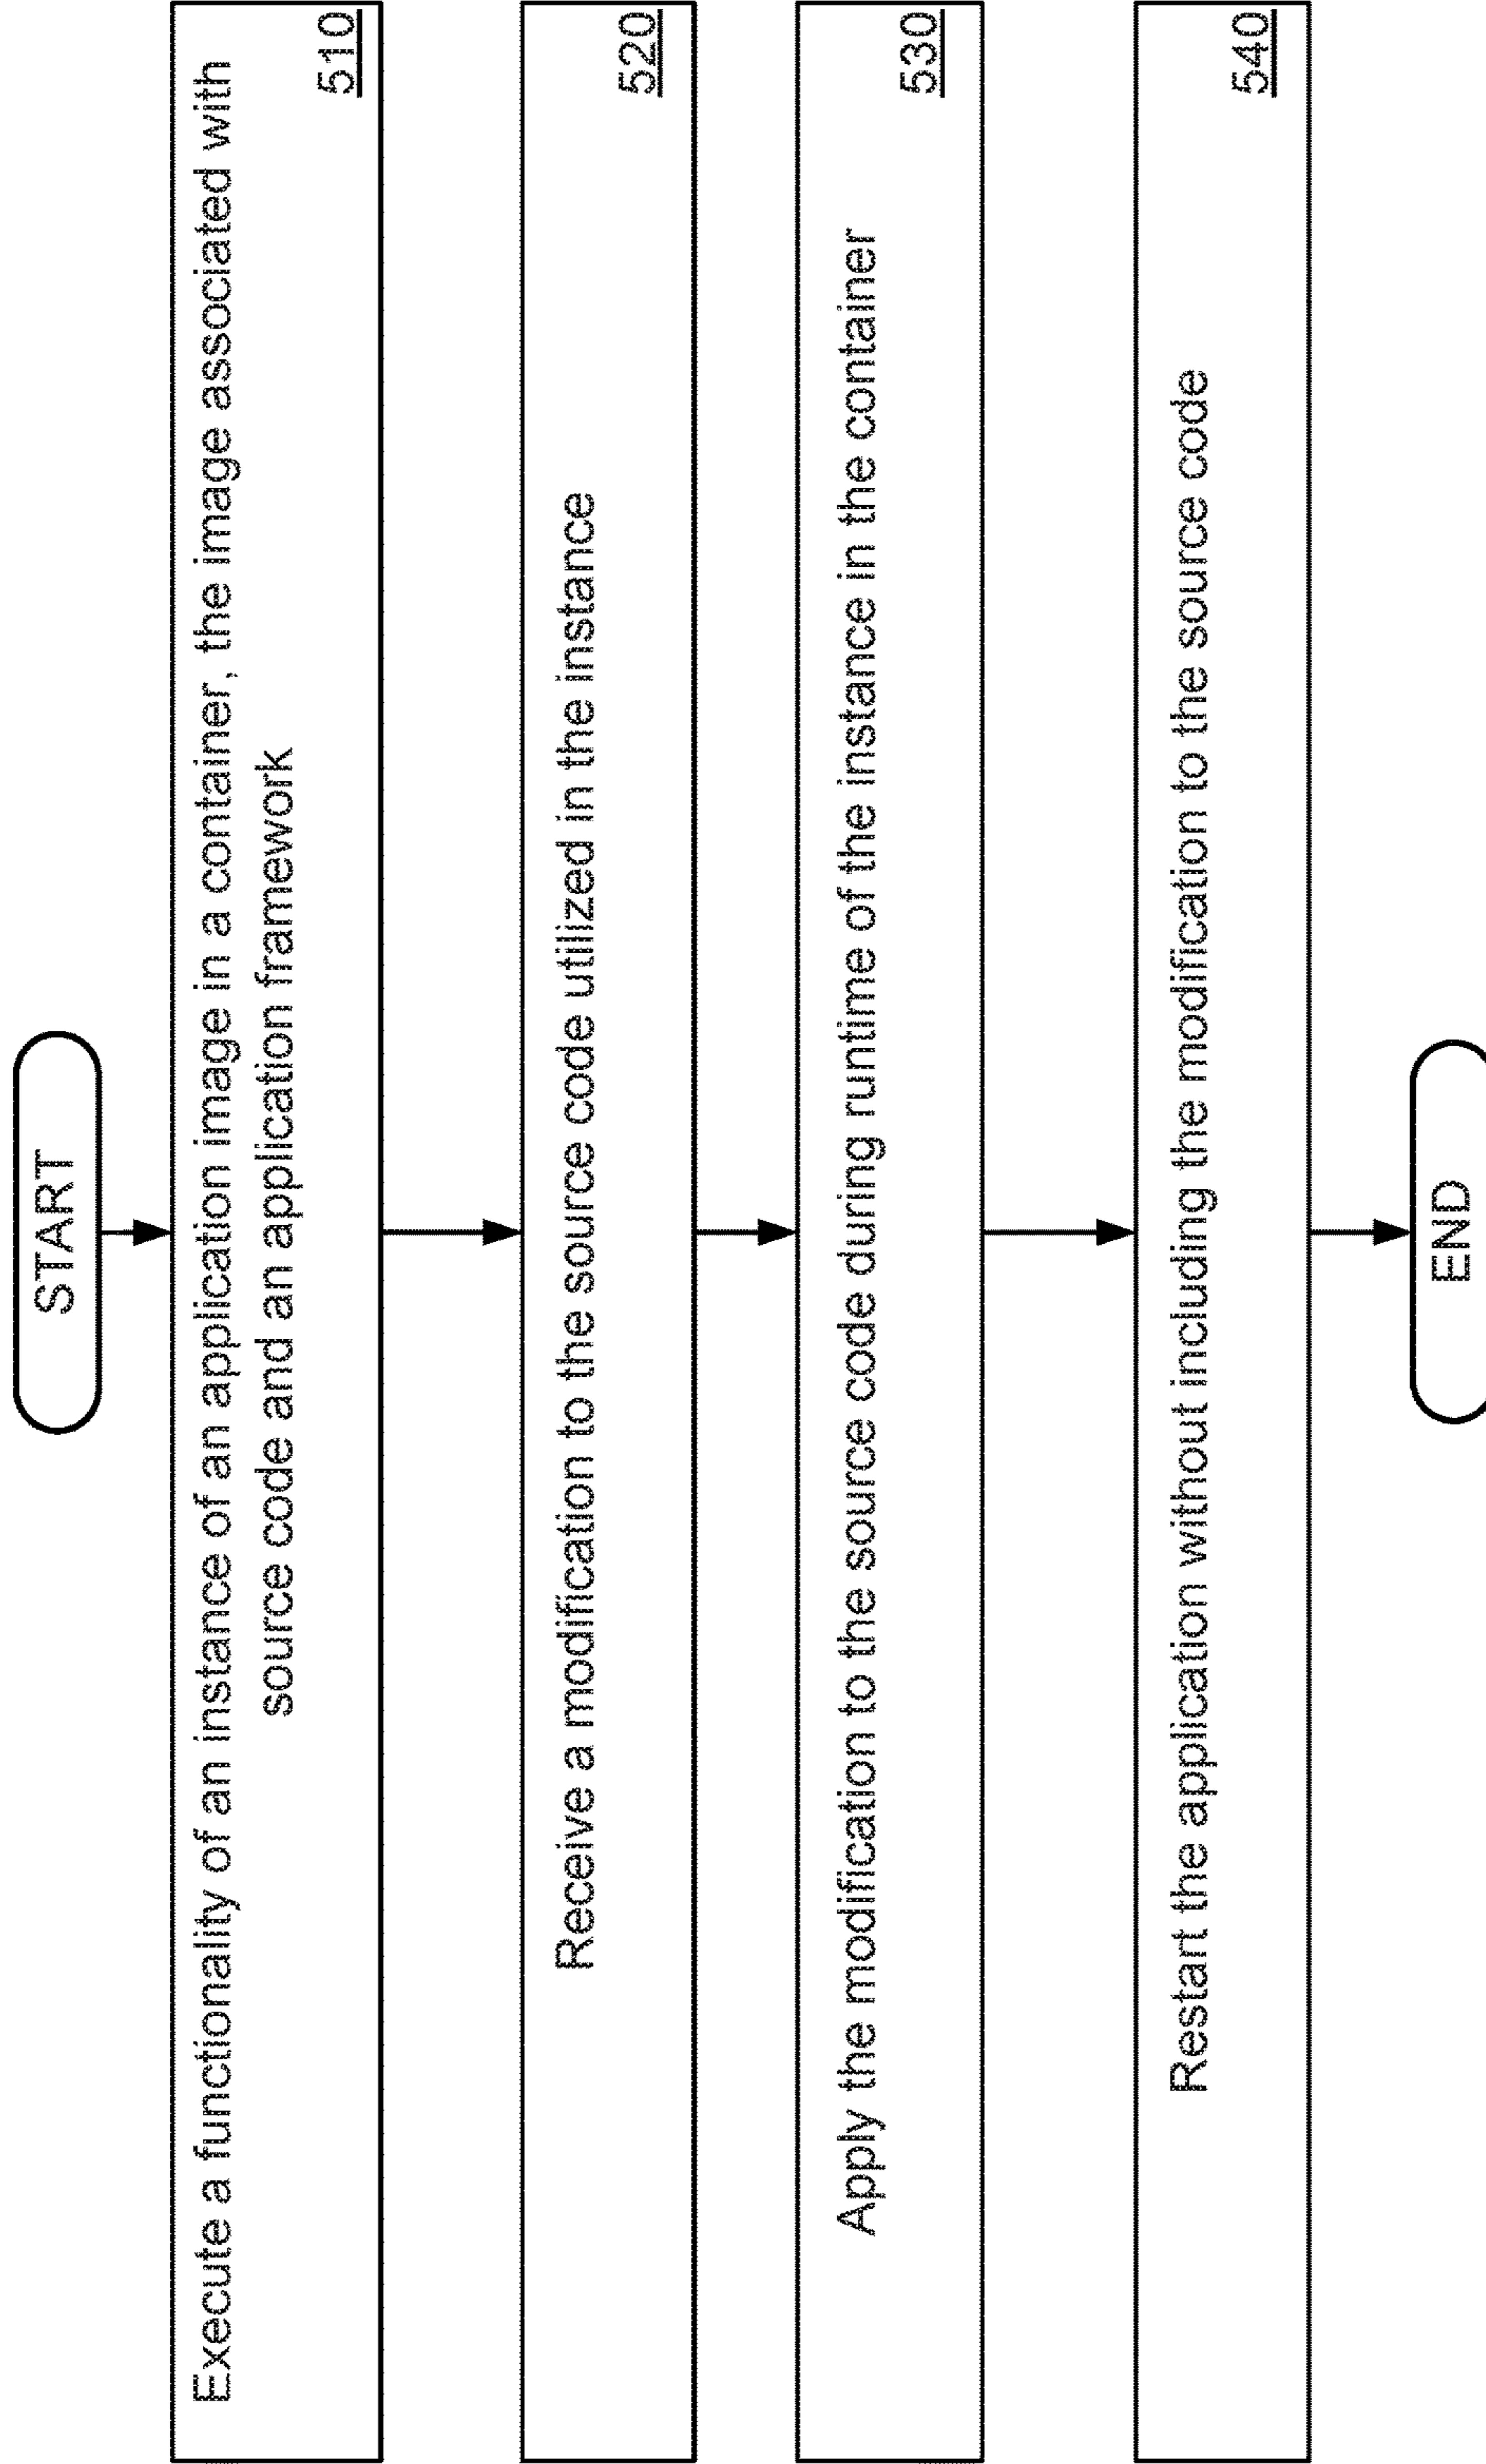 START
Execute a functionality of an instance of an application image in a container, the image associated with
source code and an application framework
510
Receive a modification to the source code utilized in the instance
520
Apply the modification to the source code during runtime of the instance in the container
530
Restart the application without including the modification to the source code
540
END